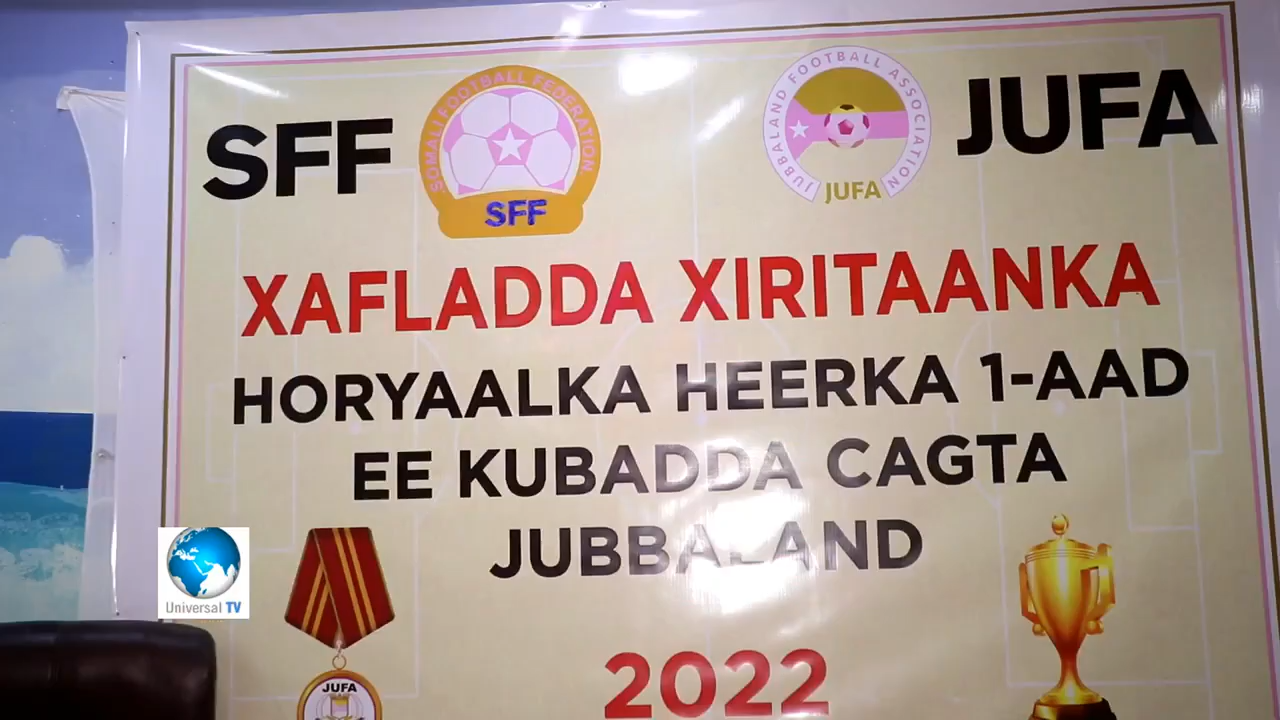 SFF
SOMALI FOOTBALL FEDERATION
SFF
JUBBALAND FOOTBALL ASSOCIATION
JUFA
JUFA
XAFLADDA XIRITAANKA
HORYAALKA HEERKA 1-AAD
EE KUBADDA CAGTA
JUBBALAND
2022
JUFA
Universal TV